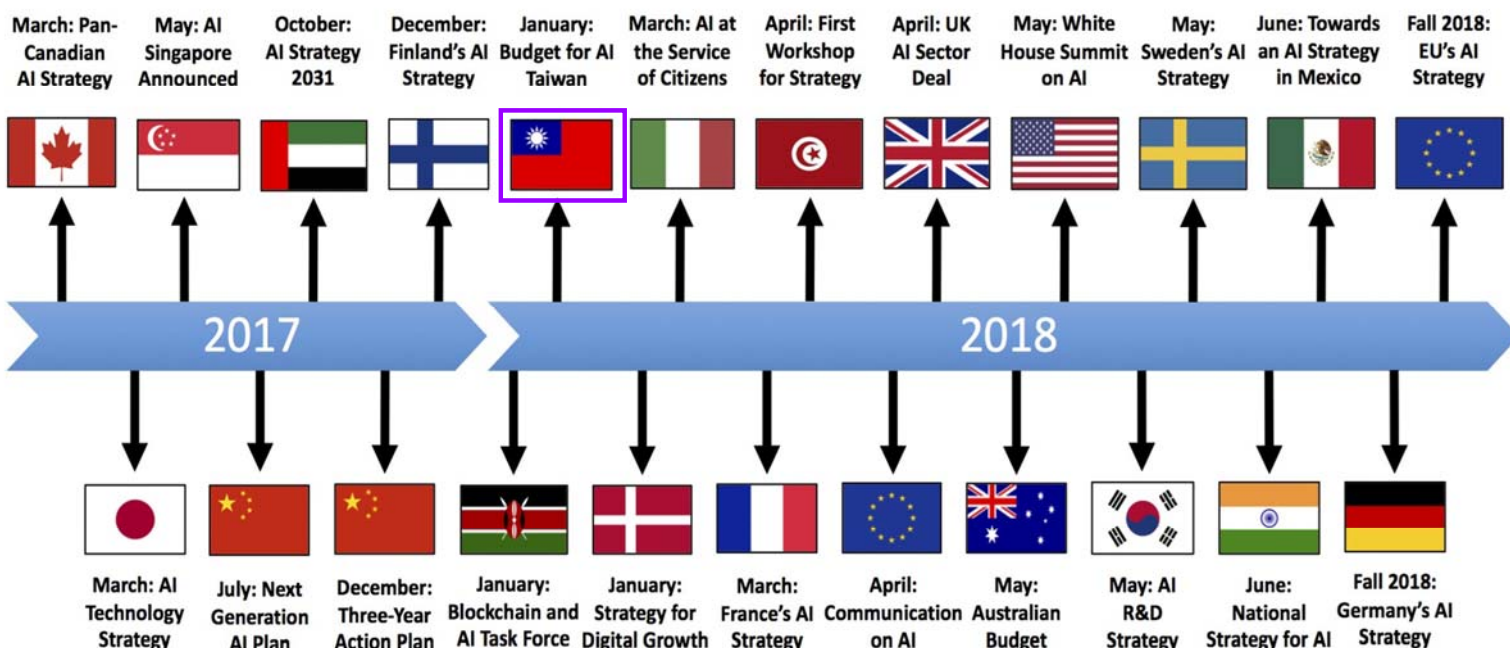 March: Pan-
Canadian
AI Strategy
May: AI
Singapore
Announced
October:
AI Strategy
2031
December:
Finland's AI
Strategy
January:
Budget for AI
Taiwan
March: AI at
the Service
of Citizens
April: First
Workshop
for Strategy
April: UK
AI Sector
Deal
May: White
House Summit
on AI
May:
Sweden's AI
Strategy
June: Towards
an AI Strategy
in Mexico
Fall 2018:
EU's AI
Strategy
2017
2018
March: AI
Technology
Strategy
July: Next
Generation
AI Plan
December:
Three-Year
Action Plan
January:
Blockchain and
AI Task Force
January:
Strategy for
Digital Growth
March:
France's AI
Strategy
April:
Communication
on AI
May:
Australian
Budget
May: AI
R&D
Strategy
June:
National
Strategy for AI
Fall 2018:
Germany's AI
Strategy